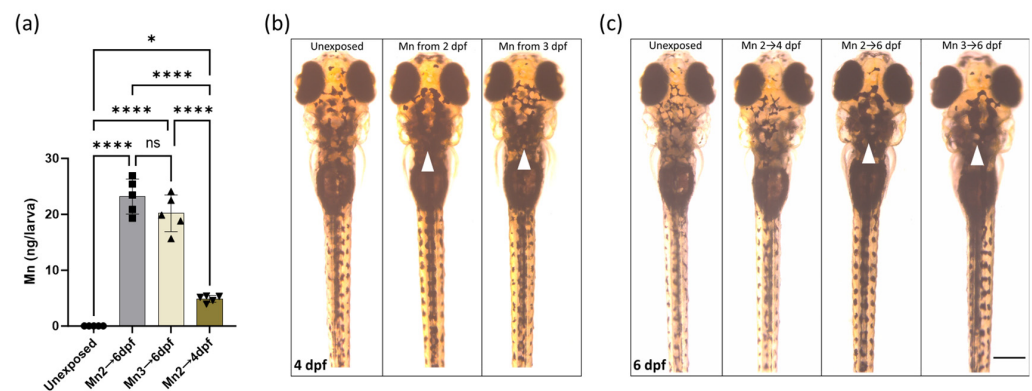 (a)
*
****
****
****
****
ns
Mn (ng/larva)
30
20
10
0
Unexposed
Mn2→6dpf
Mn3→6dpf
Mn2→4dpf
(b)
Unexposed
Mn from 2 dpf
Mn from 3 dpf
4 dpf
(c)
Unexposed
Mn 2→4 dpf
Mn 2→6 dpf
Mn 3→6 dpf
6 dpf